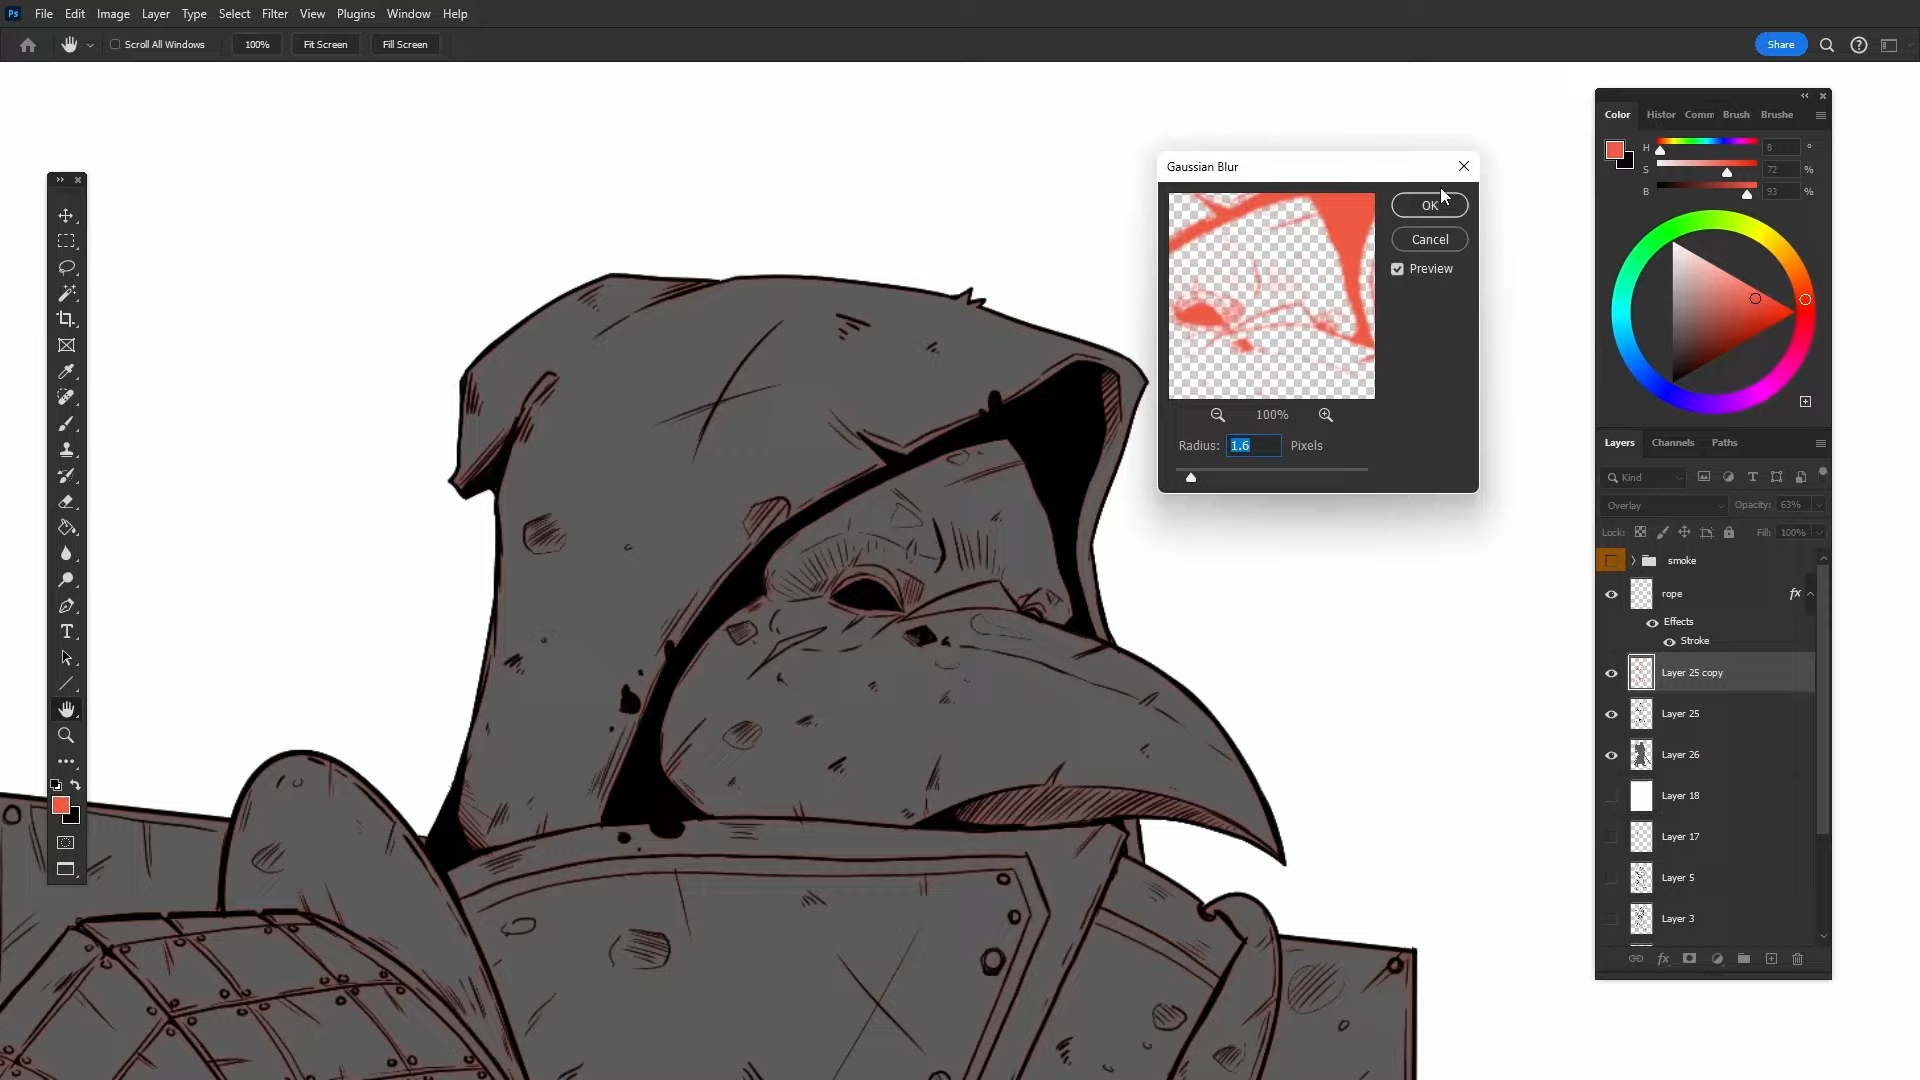 Ps File Edit Image Layer Type Select Filter View Plugins Window Help
Scroll All Windows 100% Fit Screen Fill Screen Share
Color Histor Comm Brush Brushe
H 8 °
S 72 %
B 93 %
Gaussian Blur
OK
Cancel
Preview
100%
Radius: 1.6 Pixels
Layers Channels Paths
Kind
Overlay Opacity: 63%
Lock: Fill: 100%
smoke
rope fx
Effects
Stroke
Layer 25 copy
Layer 25
Layer 26
Layer 18
Layer 17
Layer 5
Layer 3
fx